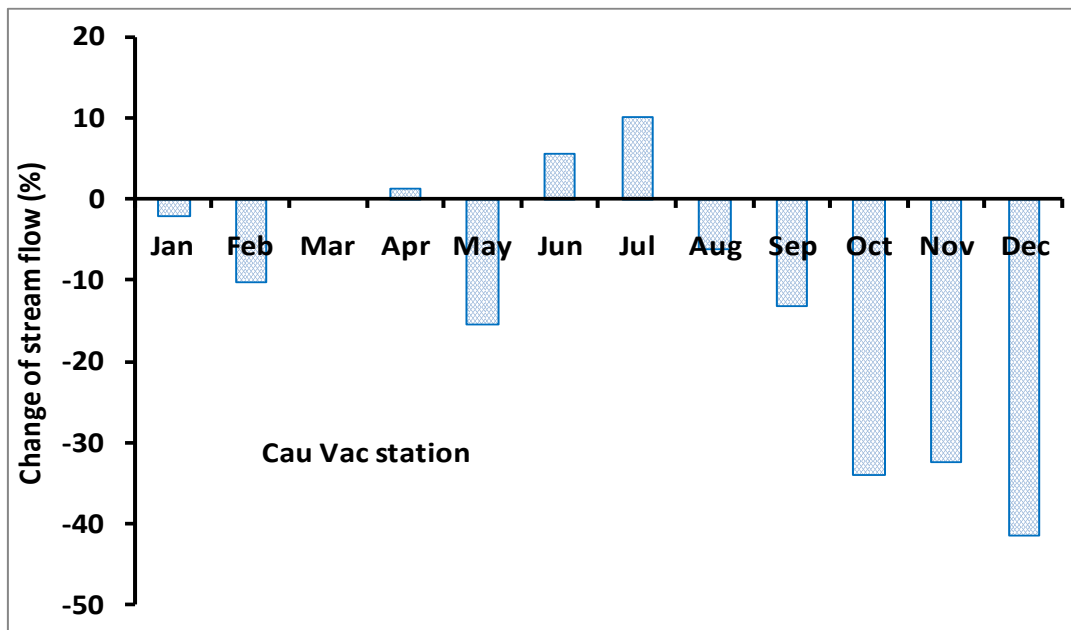 Change of stream flow (%)
20
10
0
-10
-20
-30
-40
-50
Jan Feb Mar Apr May Jun Jul Aug Sep Oct Nov Dec
Cau Vac station